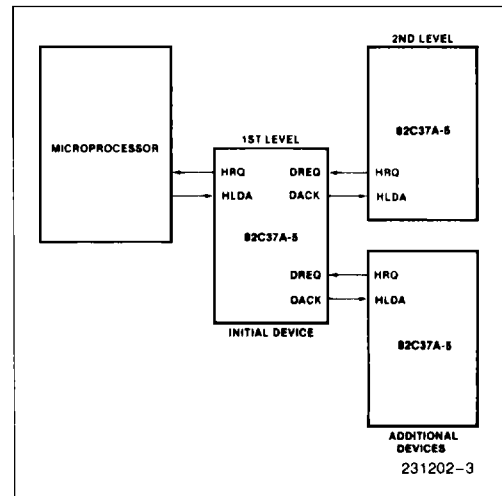 2ND LEVEL
82C37A-5
HRQ
HLDA
MICROPROCESSOR
1ST LEVEL
HRQ DREQ
HLDA DACK
82C37A-5
DREQ
DACK
INITIAL DEVICE
HRQ
HLDA
82C37A-5
ADDITIONAL
DEVICES
231202-3